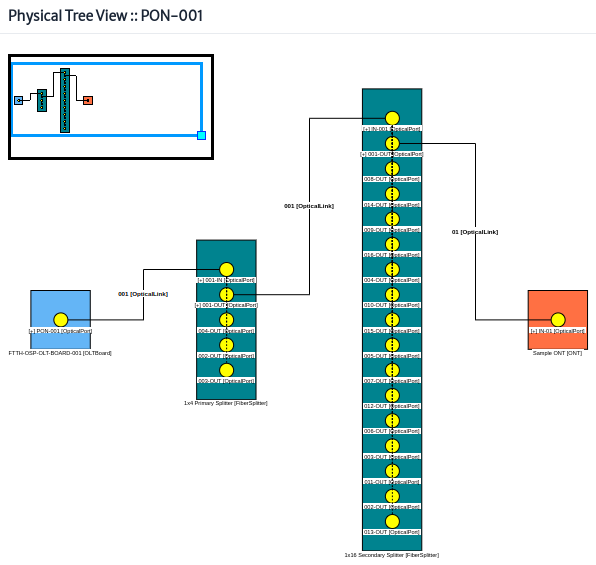 Physical Tree View :: PON-001
[+] PON-001 [OpticalPort]
FTTH-OSP-OLT-BOARD-001 [OLTBoard]
001 [OpticalLink]
[+] 001-IN [OpticalPort]
[+] 001-OUT [OpticalPort]
004-OUT [OpticalPort]
002-OUT [OpticalPort]
003-OUT [OpticalPort]
1x4 Primary Splitter [FiberSplitter]
001 [OpticalLink]
[+] IN-001 [OpticalPort]
[+] 001-OUT [OpticalPort]
008-OUT [OpticalPort]
014-OUT [OpticalPort]
009-OUT [OpticalPort]
016-OUT [OpticalPort]
004-OUT [OpticalPort]
010-OUT [OpticalPort]
015-OUT [OpticalPort]
005-OUT [OpticalPort]
007-OUT [OpticalPort]
012-OUT [OpticalPort]
006-OUT [OpticalPort]
003-OUT [OpticalPort]
011-OUT [OpticalPort]
002-OUT [OpticalPort]
013-OUT [OpticalPort]
1x16 Secondary Splitter [FiberSplitter]
01 [OpticalLink]
[+] IN-01 [OpticalPort]
Sample ONT [ONT]